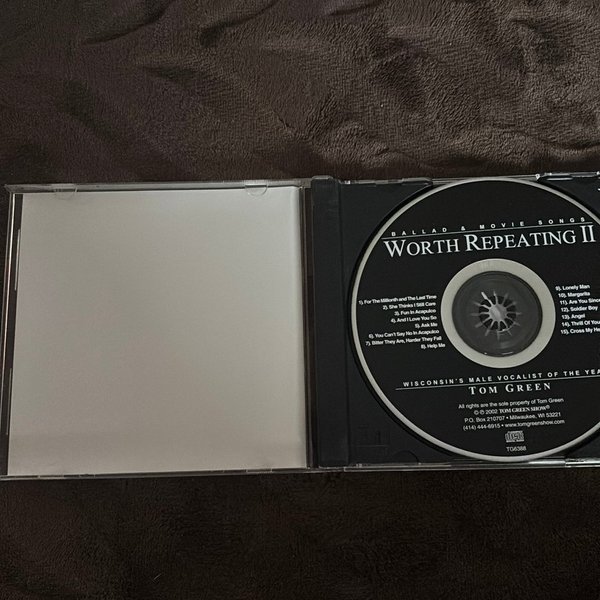 BALLAD & MOVIE SONGS
WORTH REPEATING II
1). For The Millionth and The Last Time
2). She Thinks I Still Care
3). Fun in Acapulco
4). And I Love You So
5). Ask Me
6). You Can't Say No In Acapulco
7). Bitter They Are, Harder They Fall
8). Help Me
9). Lonely Man
10). Margarita
11). Are You Since
12). Soldier Boy
13). Angel
14). Thrill Of You
15). Cross My He
WISCONSIN'S MALE VOCALIST OF THE YEA
TOM GREEN
All rights are the sole property of Tom Green
© ℗ 2002 TOM GREEN SHOW®
P.O. Box 210707 • Milwaukee, WI 53221
(414) 444-6915 • www.tomgreenshow.com
COMPACT
disc
DIGITAL AUDIO
TG6388